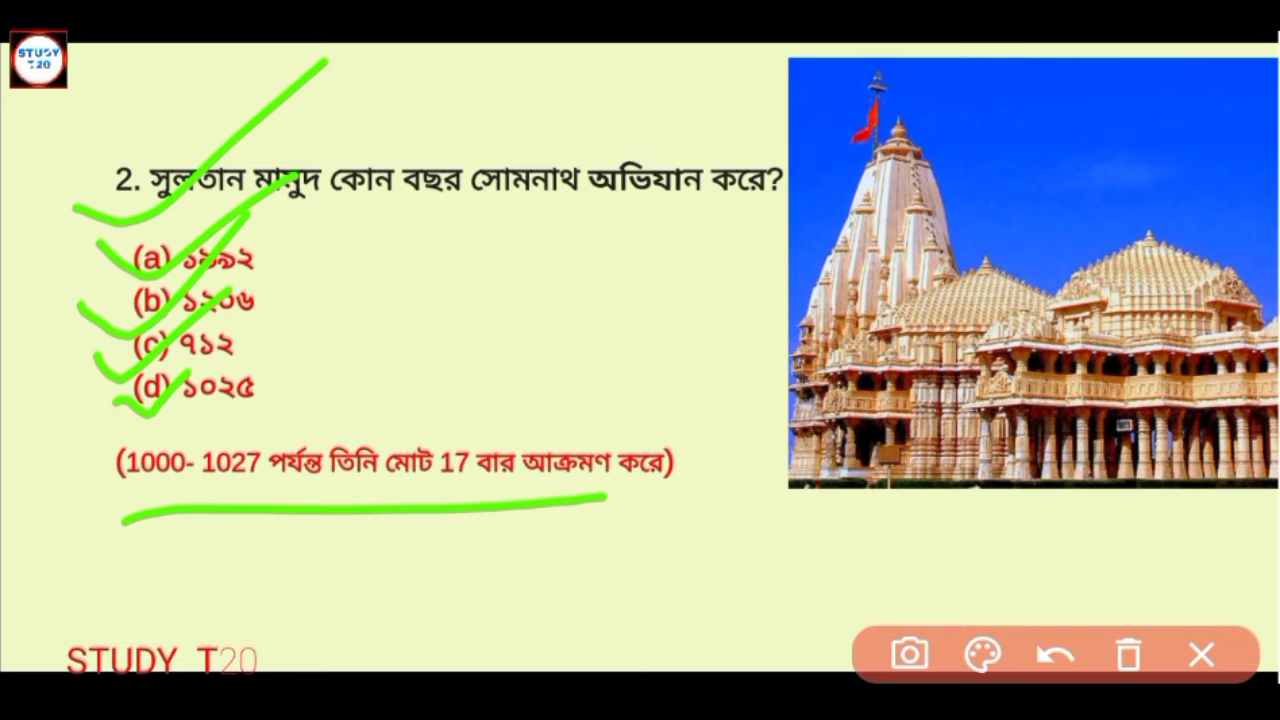 STUDY
T20
2. সুলতান মামুদ কোন বছর সোমনাথ অভিযান করে?
(a) ১১৯২
(b) ১২০৬
(c) ৭১২
(d) ১০২৫
(1000- 1027 পর্যন্ত তিনি মোট 17 বার আক্রমণ করে)
STUDY T20